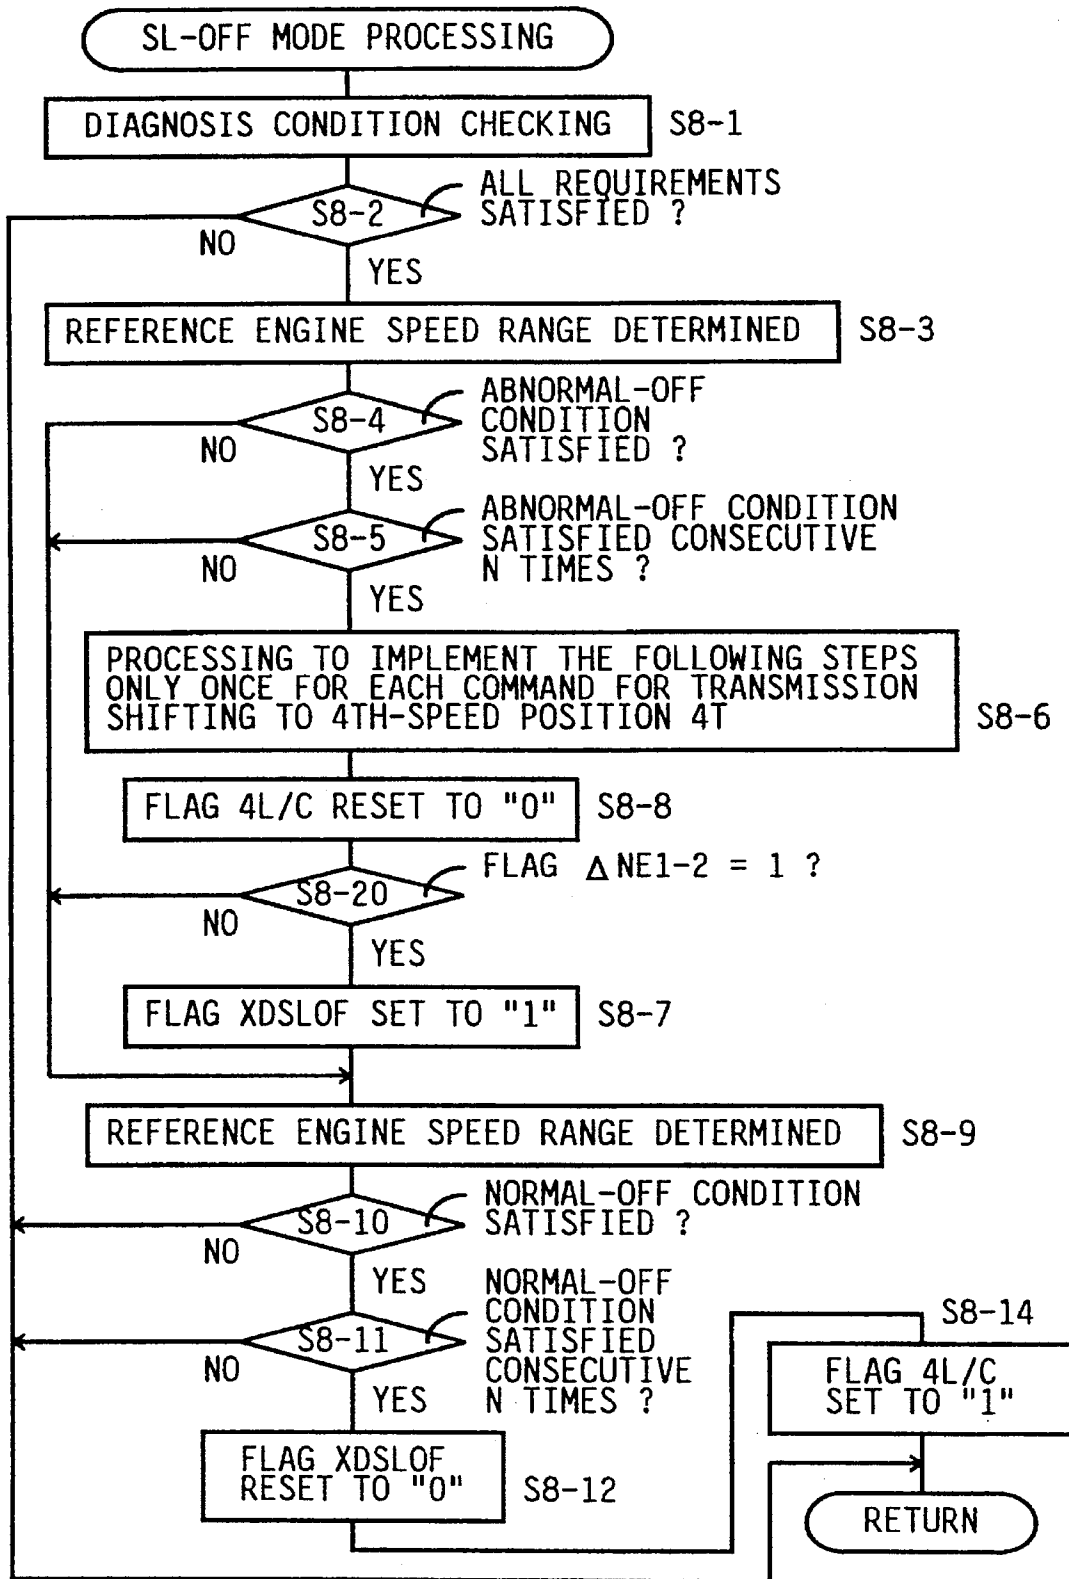 SL-OFF MODE PROCESSING
DIAGNOSIS CONDITION CHECKING
S8-1
S8-2
ALL REQUIREMENTS
SATISFIED ?
NO
YES
REFERENCE ENGINE SPEED RANGE DETERMINED
S8-3
S8-4
ABNORMAL-OFF
CONDITION
SATISFIED ?
NO
YES
S8-5
ABNORMAL-OFF CONDITION
SATISFIED CONSECUTIVE
N TIMES ?
NO
YES
PROCESSING TO IMPLEMENT THE FOLLOWING STEPS
ONLY ONCE FOR EACH COMMAND FOR TRANSMISSION
SHIFTING TO 4TH-SPEED POSITION 4T
S8-6
FLAG 4L/C RESET TO "0"
S8-8
S8-20
FLAG Δ NE1-2 = 1 ?
NO
YES
FLAG XDSLOF SET TO "1"
S8-7
REFERENCE ENGINE SPEED RANGE DETERMINED
S8-9
S8-10
NORMAL-OFF CONDITION
SATISFIED ?
NO
YES
S8-11
NORMAL-OFF
CONDITION
SATISFIED
CONSECUTIVE
N TIMES ?
NO
YES
FLAG XDSLOF
RESET TO "0"
S8-12
S8-14
FLAG 4L/C
SET TO "1"
RETURN